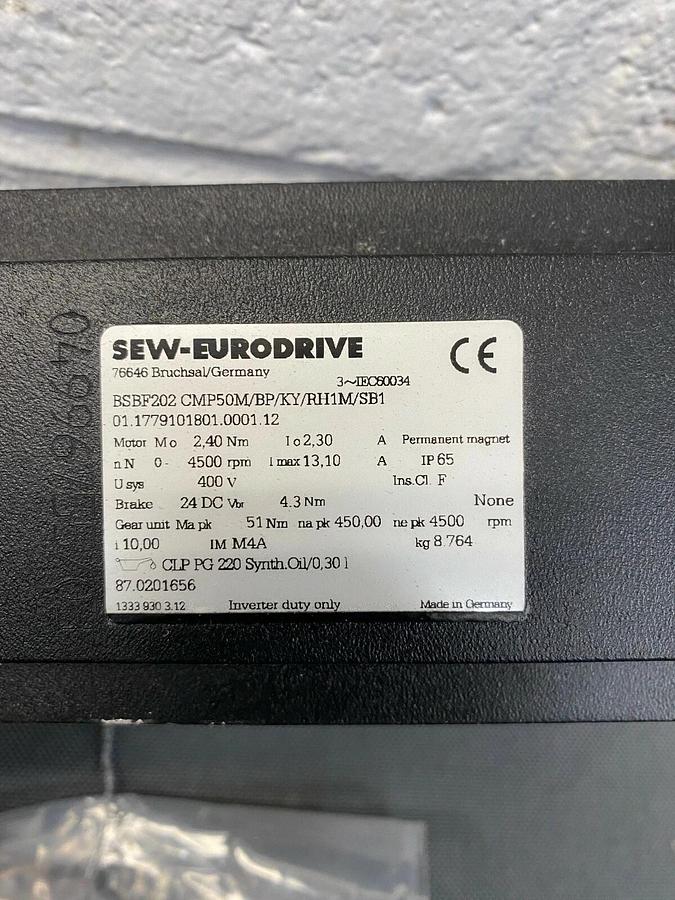 SEW-EURODRIVE CE
76646 Bruchsal/Germany
3~IEC60034
BSBF202 CMP50M/BP/KY/RH1M/SB1
01.1779101801.0001.12
Motor Mo 2,40 Nm Io 2,30 A Permanent magnet
nN 0- 4500 rpm Imax 13,10 A IP 65
Usys 400 V Ins.Cl. F
Brake 24 DC Vbr 4.3 Nm None
Gear unit Ma pk 51 Nm na pk 450,00 ne pk 4500 rpm
i 10,00 IM M4A kg 8.764
CLP PG 220 Synth.Oil/0,30 l
87.0201656
1333 930 3.12 Inverter duty only Made in Germany